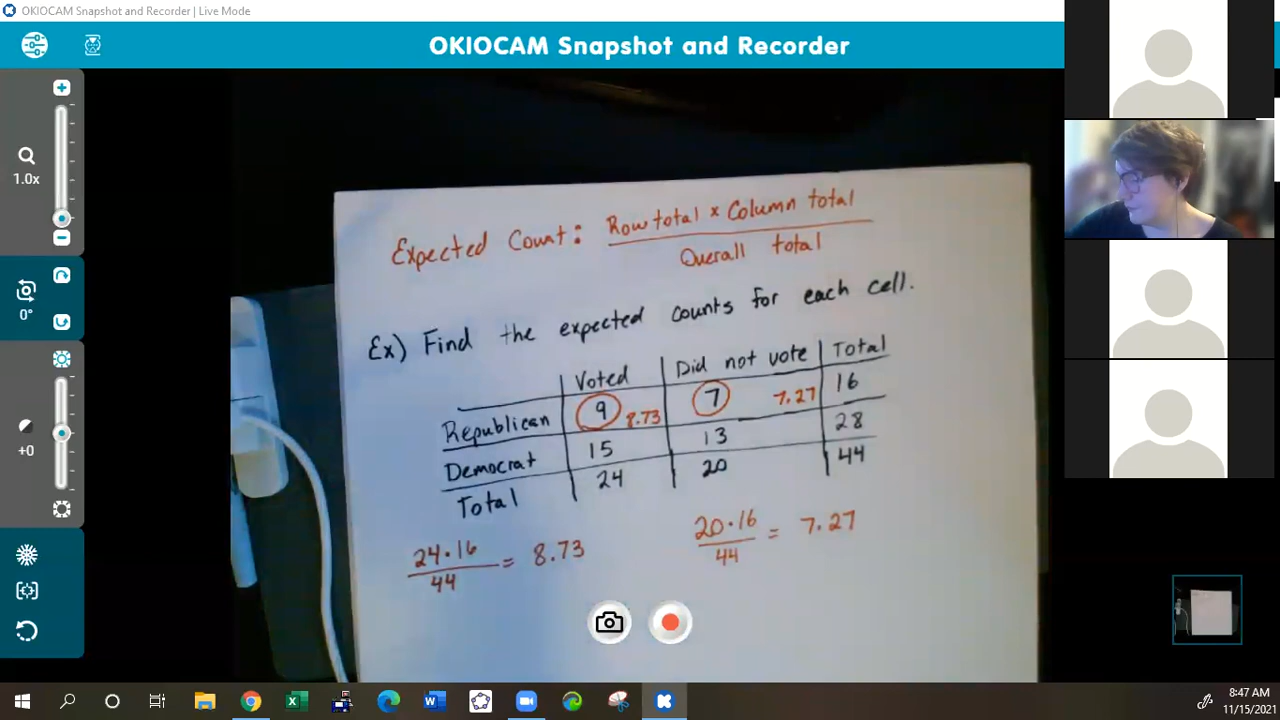 OKIOCAM Snapshot and Recorder | Live Mode
OKIOCAM Snapshot and Recorder
1.0x
0°
+0
Expected Count: Row total x Column total
Overall total
Ex) Find the expected counts for each cell.
Voted Did not vote Total
Republican 9 8.73 7 7.27 16
Democrat 15 13 28
Total 24 20 44
24·16
44 = 8.73
20·16
44 = 7.27
8:47 AM
11/15/2021